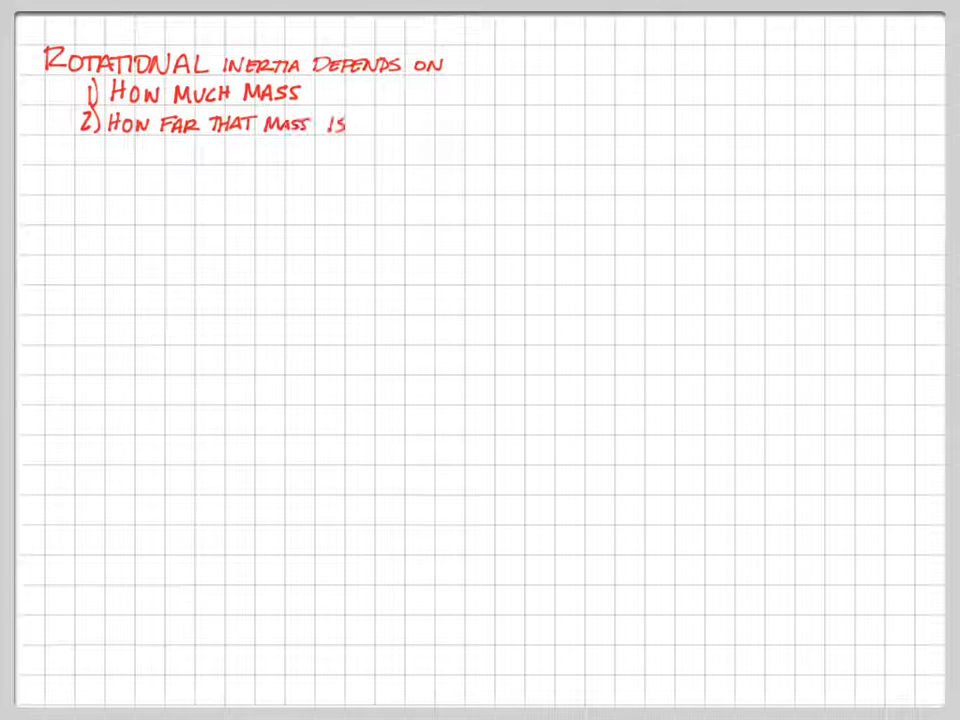 ROTATIONAL INERTIA DEPENDS ON
1) HOW MUCH MASS
2) HOW FAR THAT MASS IS